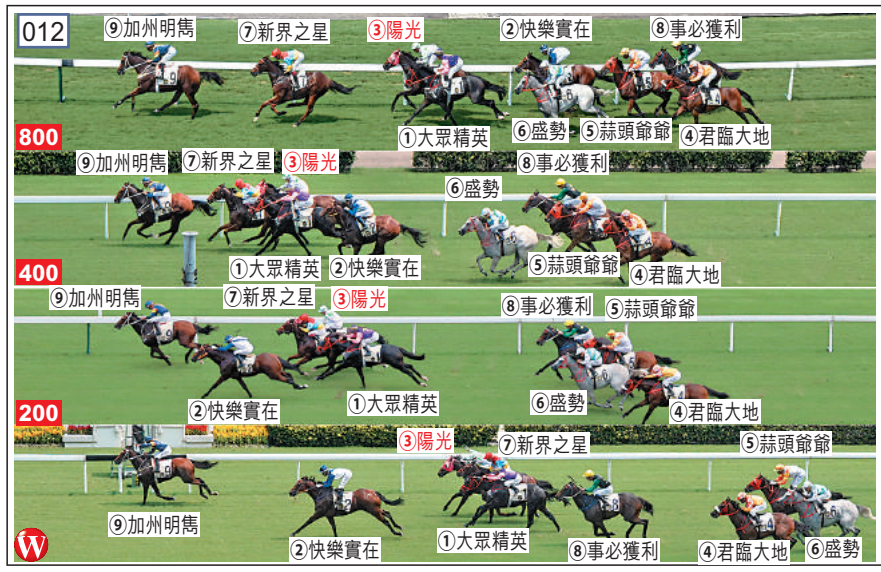 012
⑨加州明雋 ⑦新界之星 ③陽光 ②快樂實在 ⑧事必獲利
800
①大眾精英 ⑥盛勢 ⑤蒜頭爺爺 ④君臨大地
⑨加州明雋 ⑦新界之星 ③陽光 ⑥盛勢 ⑧事必獲利
400
①大眾精英 ②快樂實在 ⑤蒜頭爺爺 ④君臨大地
⑨加州明雋 ⑦新界之星 ③陽光 ⑧事必獲利 ⑤蒜頭爺爺
200
②快樂實在 ①大眾精英 ⑥盛勢 ④君臨大地
③陽光 ⑦新界之星 ⑤蒜頭爺爺
W
⑨加州明雋 ②快樂實在 ①大眾精英 ⑧事必獲利 ④君臨大地 ⑥盛勢